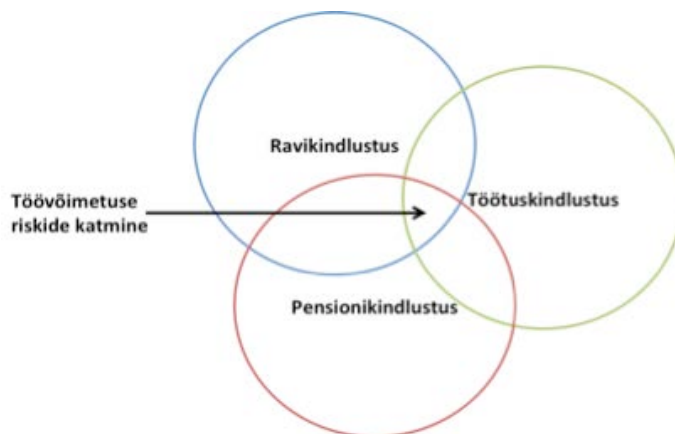 Ravikindlustus
Töövõimetuse
riskide katmine
Töötuskindlustus
Pensionikindlustus